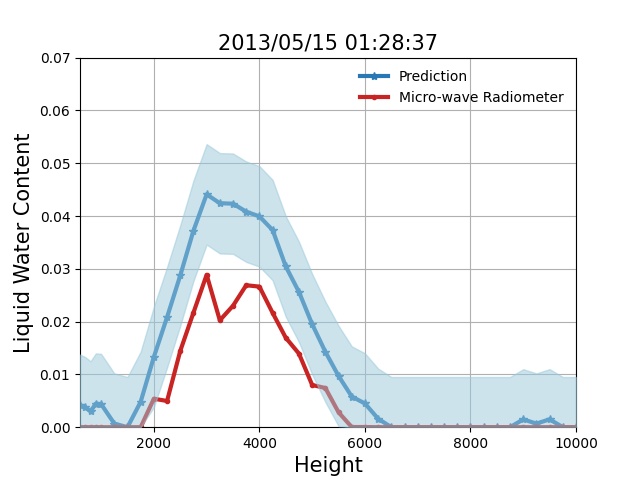 2013/05/15 01:28:37
Prediction
Micro-wave Radiometer
Liquid Water Content
0.07
0.06
0.05
0.04
0.03
0.02
0.01
0.00
2000 4000 6000 8000 10000
Height